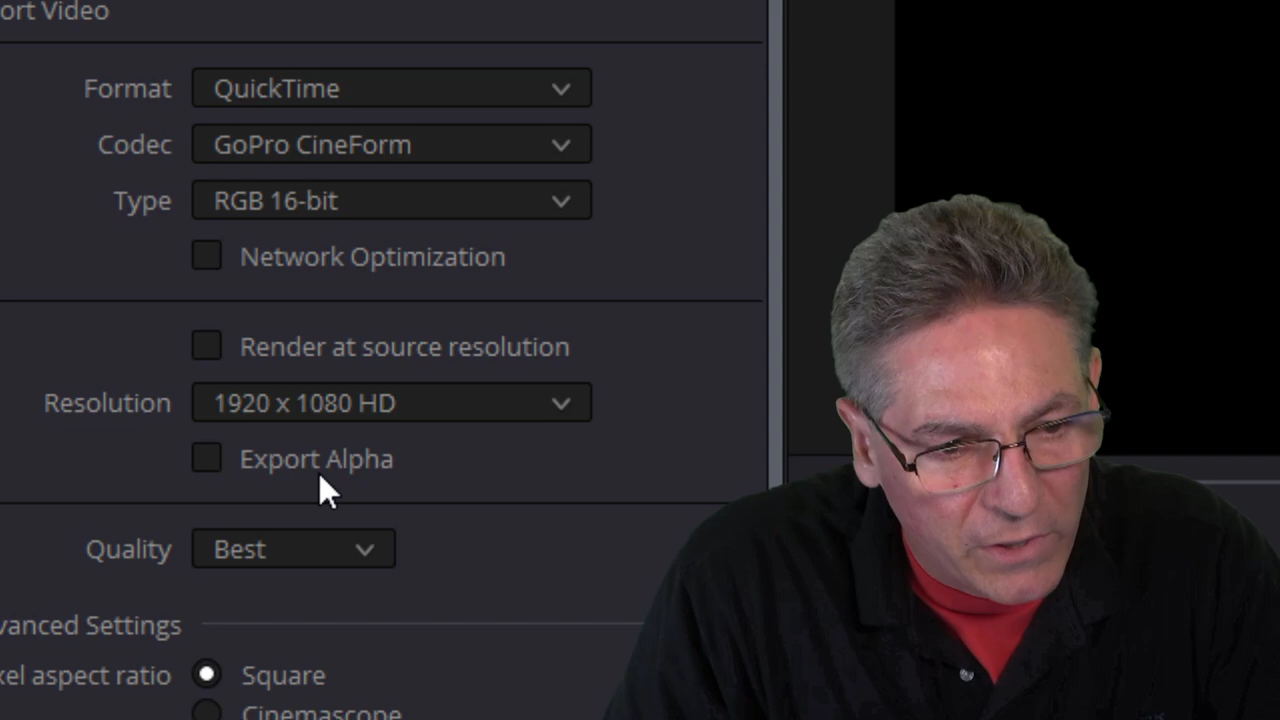 ort Video
Format QuickTime
Codec GoPro CineForm
Type RGB 16-bit
Network Optimization
Render at source resolution
Resolution 1920 x 1080 HD
Export Alpha
Quality Best
vanced Settings
xel aspect ratio Square
Cinemascope